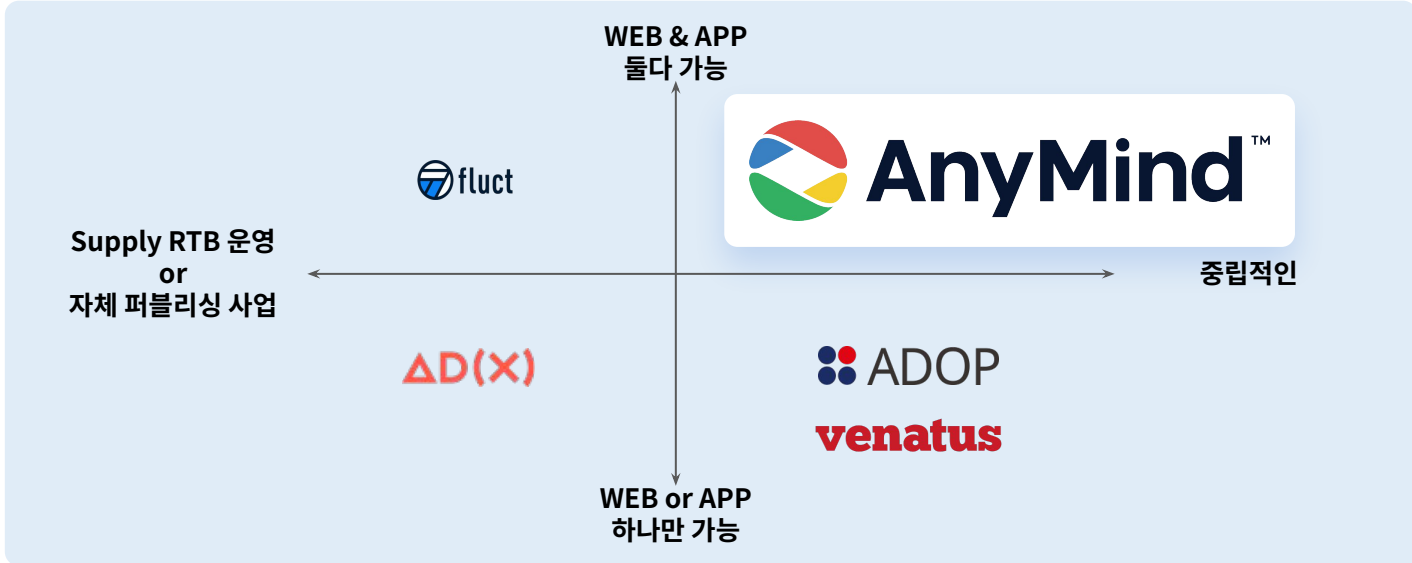 WEB & APP
둘다 가능
AnyMind™
fluct
Supply RTB 운영
or
자체 퍼블리싱 사업
중립적인
AD(X)
ADOP
venatus
WEB or APP
하나만 가능